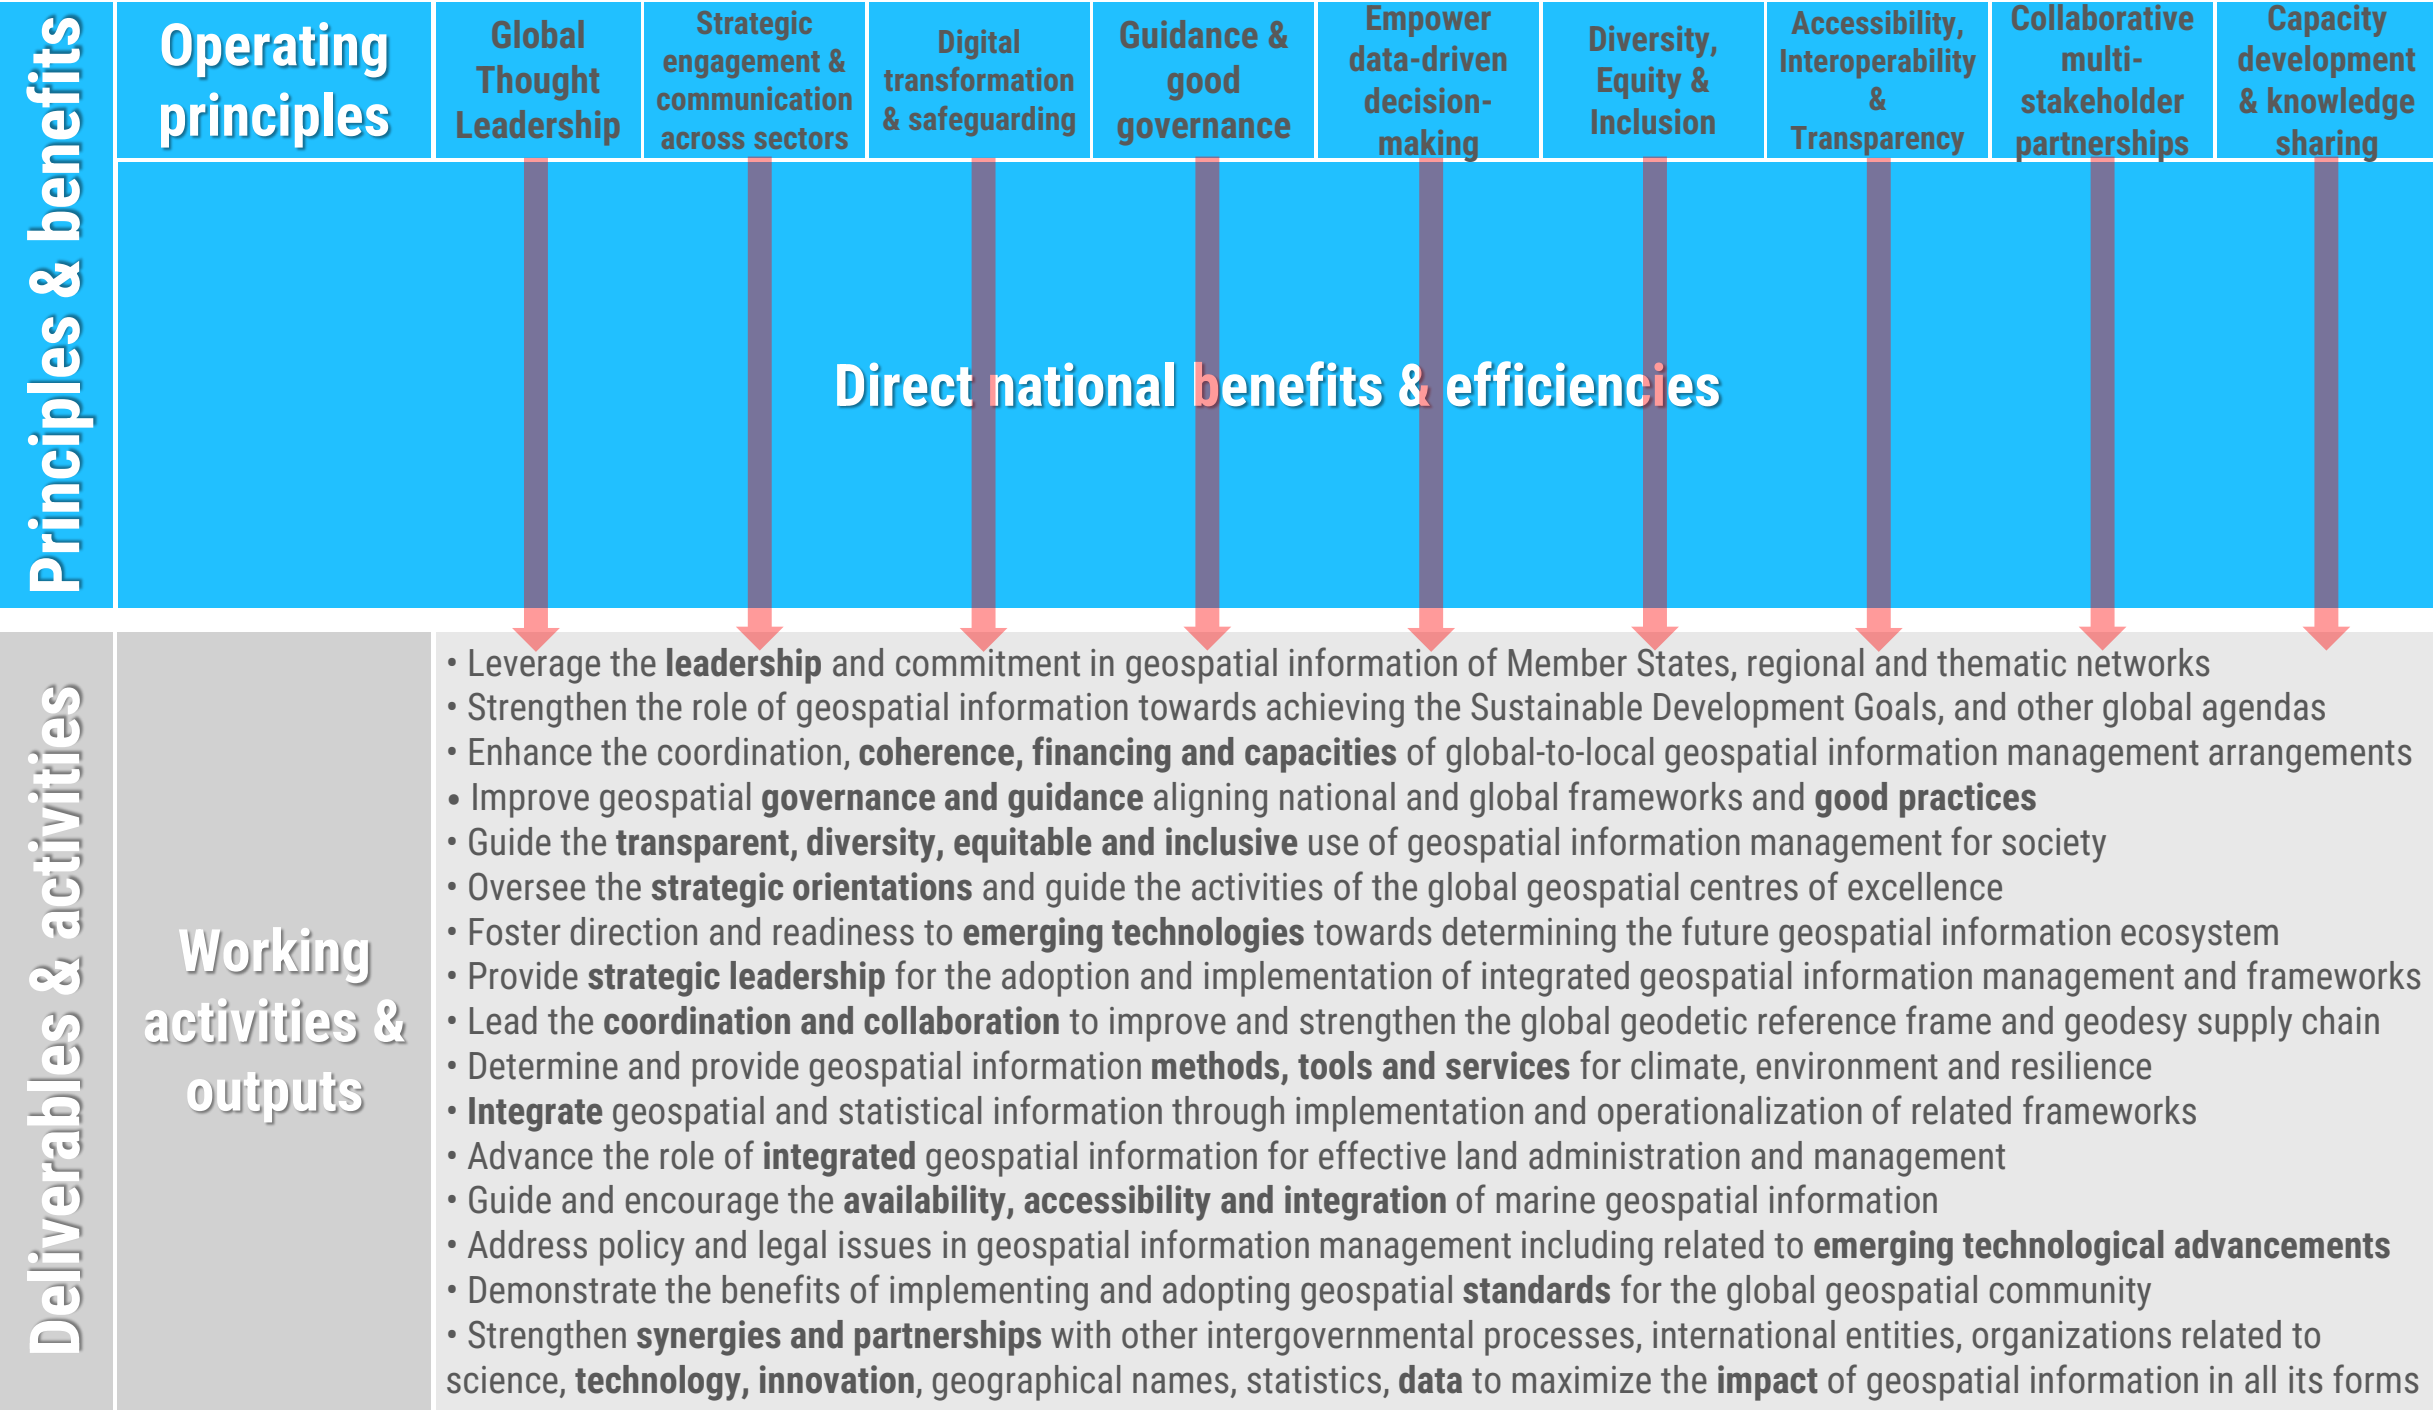 Principles & benefits
Operating
principles
Global
Thought
Leadership
Strategic
engagement &
communication
across sectors
Digital
transformation
& safeguarding
Guidance &
good
governance
Empower
data-driven
decision-
making
Diversity,
Equity &
Inclusion
Accessibility,
Interoperability
&
Transparency
Collaborative
multi-
stakeholder
partnerships
Capacity
development
& knowledge
sharing
Direct national benefits & efficiencies
Deliverables & activities
Working
activities &
outputs
• Leverage the leadership and commitment in geospatial information of Member States, regional and thematic networks
• Strengthen the role of geospatial information towards achieving the Sustainable Development Goals, and other global agendas
• Enhance the coordination, coherence, financing and capacities of global-to-local geospatial information management arrangements
• Improve geospatial governance and guidance aligning national and global frameworks and good practices
• Guide the transparent, diversity, equitable and inclusive use of geospatial information management for society
• Oversee the strategic orientations and guide the activities of the global geospatial centres of excellence
• Foster direction and readiness to emerging technologies towards determining the future geospatial information ecosystem
• Provide strategic leadership for the adoption and implementation of integrated geospatial information management and frameworks
• Lead the coordination and collaboration to improve and strengthen the global geodetic reference frame and geodesy supply chain
• Determine and provide geospatial information methods, tools and services for climate, environment and resilience
• Integrate geospatial and statistical information through implementation and operationalization of related frameworks
• Advance the role of integrated geospatial information for effective land administration and management
• Guide and encourage the availability, accessibility and integration of marine geospatial information
• Address policy and legal issues in geospatial information management including related to emerging technological advancements
• Demonstrate the benefits of implementing and adopting geospatial standards for the global geospatial community
• Strengthen synergies and partnerships with other intergovernmental processes, international entities, organizations related to
science, technology, innovation, geographical names, statistics, data to maximize the impact of geospatial information in all its forms